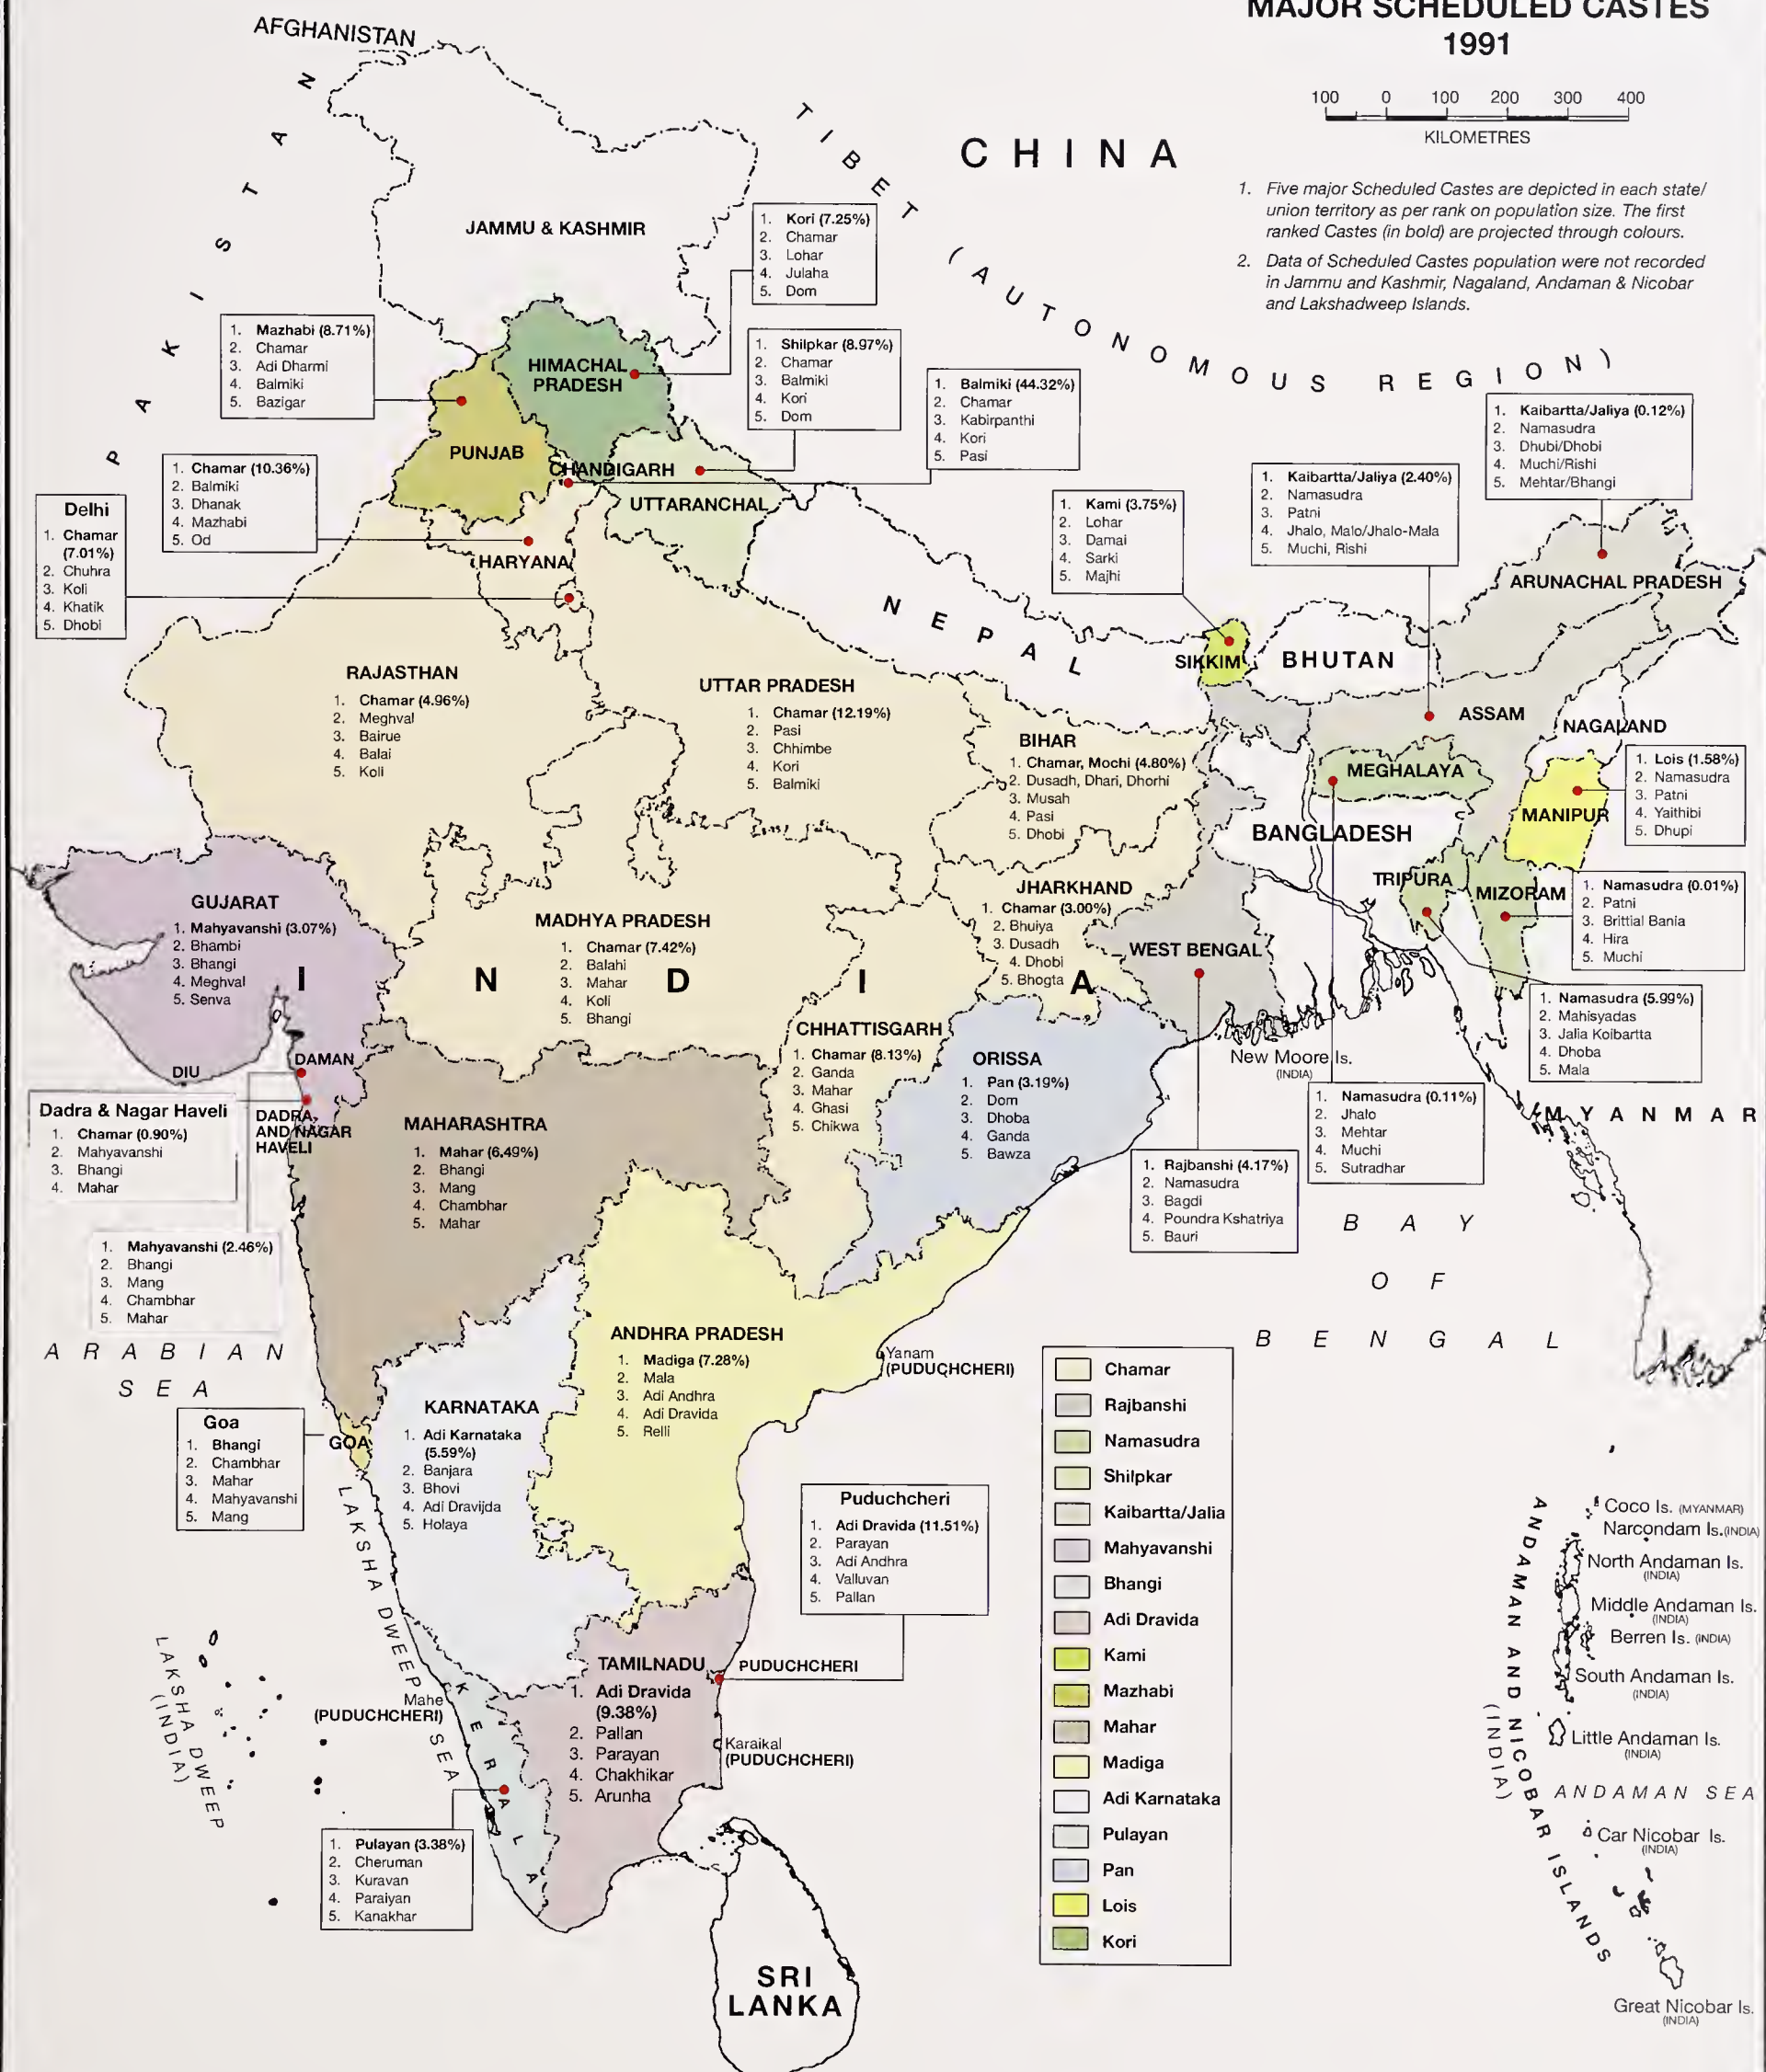 MAJOR SCHEDULED CASTES
1991
100 0 100 200 300 400
KILOMETRES
1. Five major Scheduled Castes are depicted in each state/
union territory as per rank on population size. The first
ranked Castes (in bold) are projected through colours.
2. Data of Scheduled Castes population were not recorded
in Jammu and Kashmir, Nagaland, Andaman & Nicobar
and Lakshadweep Islands.
AFGHANISTAN
PAKISTAN
CHINA
TIBET (AUTONOMOUS REGION)
JAMMU & KASHMIR
1. Kori (7.25%)
2. Chamar
3. Lohar
4. Julaha
5. Dom
HIMACHAL
PRADESH
1. Mazhabi (8.71%)
2. Chamar
3. Adi Dharmi
4. Balmiki
5. Bazigar
PUNJAB
1. Shilpkar (8.97%)
2. Chamar
3. Balmiki
4. Kori
5. Dom
CHANDIGARH
UTTARANCHAL
1. Balmiki (44.32%)
2. Chamar
3. Kabirpanthi
4. Kori
5. Pasi
1. Chamar (10.36%)
2. Balmiki
3. Dhanak
4. Mazhabi
5. Od
HARYANA
Delhi
1. Chamar
(7.01%)
2. Chuhra
3. Koli
4. Khatik
5. Dhobi
1. Kami (3.75%)
2. Lohar
3. Damai
4. Sarki
5. Majhi
SIKKIM
1. Kaibartta/Jaliya (2.40%)
2. Namasudra
3. Patni
4. Jhalo, Malo/Jhalo-Mala
5. Muchi, Rishi
1. Kaibartta/Jaliya (0.12%)
2. Namasudra
3. Dhubi/Dhobi
4. Muchi/Rishi
5. Mehtar/Bhangi
ARUNACHAL PRADESH
NEPAL
BHUTAN
ASSAM
NAGALAND
RAJASTHAN
1. Chamar (4.96%)
2. Meghval
3. Bairue
4. Balai
5. Koli
UTTAR PRADESH
1. Chamar (12.19%)
2. Pasi
3. Chhimbe
4. Kori
5. Balmiki
BIHAR
1. Chamar, Mochi (4.80%)
2. Dusadh, Dhari, Dhorhi
3. Musah
4. Pasi
5. Dhobi
MEGHALAYA
MANIPUR
1. Lois (1.58%)
2. Namasudra
3. Patni
4. Yaithibi
5. Dhupi
BANGLADESH
TRIPURA
MIZORAM
1. Namasudra (0.01%)
2. Patni
3. Brittial Bania
4. Hira
5. Muchi
1. Namasudra (5.99%)
2. Mahisyadas
3. Jalia Koibartta
4. Dhoba
5. Mala
GUJARAT
1. Mahyavanshi (3.07%)
2. Bhambi
3. Bhangi
4. Meghval
5. Senva
MADHYA PRADESH
1. Chamar (7.42%)
2. Balahi
3. Mahar
4. Koli
5. Bhangi
INDIA
JHARKHAND
1. Chamar (3.00%)
2. Bhuiya
3. Dusadh
4. Dhobi
5. Bhogta
WEST BENGAL
CHHATTISGARH
1. Chamar (8.13%)
2. Ganda
3. Mahar
4. Ghasi
5. Chikwa
ORISSA
1. Pan (3.19%)
2. Dom
3. Dhoba
4. Ganda
5. Bawza
New Moore Is.
(INDIA)
1. Namasudra (0.11%)
2. Jhalo
3. Mehtar
4. Muchi
5. Sutradhar
1. Rajbanshi (4.17%)
2. Namasudra
3. Bagdi
4. Poundra Kshatriya
5. Bauri
MYANMAR
DIU
DAMAN
DADRA
AND NAGAR
HAVELI
Dadra & Nagar Haveli
1. Chamar (0.90%)
2. Mahyavanshi
3. Bhangi
4. Mahar
1. Mahyavanshi (2.46%)
2. Bhangi
3. Mang
4. Chambhar
5. Mahar
MAHARASHTRA
1. Mahar (6.49%)
2. Bhangi
3. Mang
4. Chambhar
5. Mahar
ARABIAN
SEA
BAY
OF
BENGAL
ANDHRA PRADESH
1. Madiga (7.28%)
2. Mala
3. Adi Andhra
4. Adi Dravida
5. Relli
Yanam
(PUDUCHCHERI)
KARNATAKA
1. Adi Karnataka
(5.59%)
2. Banjara
3. Bhovi
4. Adi Dravijda
5. Holaya
Goa
1. Bhangi
2. Chambhar
3. Mahar
4. Mahyavanshi
5. Mang
GOA
Puduchcheri
1. Adi Dravida (11.51%)
2. Parayan
3. Adi Andhra
4. Valluvan
5. Pallan
PUDUCHCHERI
TAMILNADU
1. Adi Dravida
(9.38%)
2. Pallan
3. Parayan
4. Chakhikar
5. Arunha
Karaikal
(PUDUCHCHERI)
Mahe
(PUDUCHCHERI)
LAKSHA DWEEP SEA
LAKSHA DWEEP
(INDIA)
KERALA
1. Pulayan (3.38%)
2. Cheruman
3. Kuravan
4. Paraiyan
5. Kanakhar
SRI
LANKA
Chamar
Rajbanshi
Namasudra
Shilpkar
Kaibartta/Jalia
Mahyavanshi
Bhangi
Adi Dravida
Kami
Mazhabi
Mahar
Madiga
Adi Karnataka
Pulayan
Pan
Lois
Kori
Coco Is. (MYANMAR)
Narcondam Is.(INDIA)
North Andaman Is.
(INDIA)
Middle Andaman Is.
(INDIA)
Berren Is. (INDIA)
South Andaman Is.
(INDIA)
Little Andaman Is.
(INDIA)
ANDAMAN SEA
Car Nicobar Is.
(INDIA)
Great Nicobar Is.
(INDIA)
ANDAMAN AND NICOBAR ISLANDS
(INDIA)